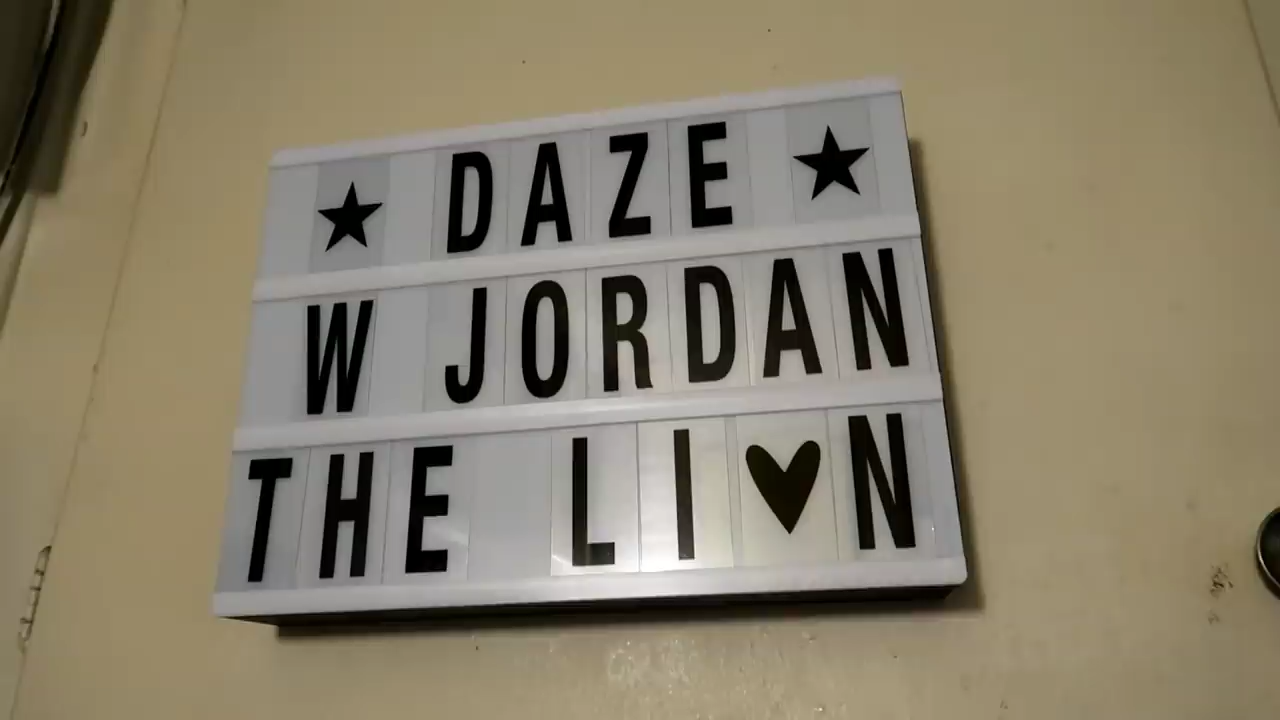 ★ DAZE ★
W JORDAN
THE LI♥N